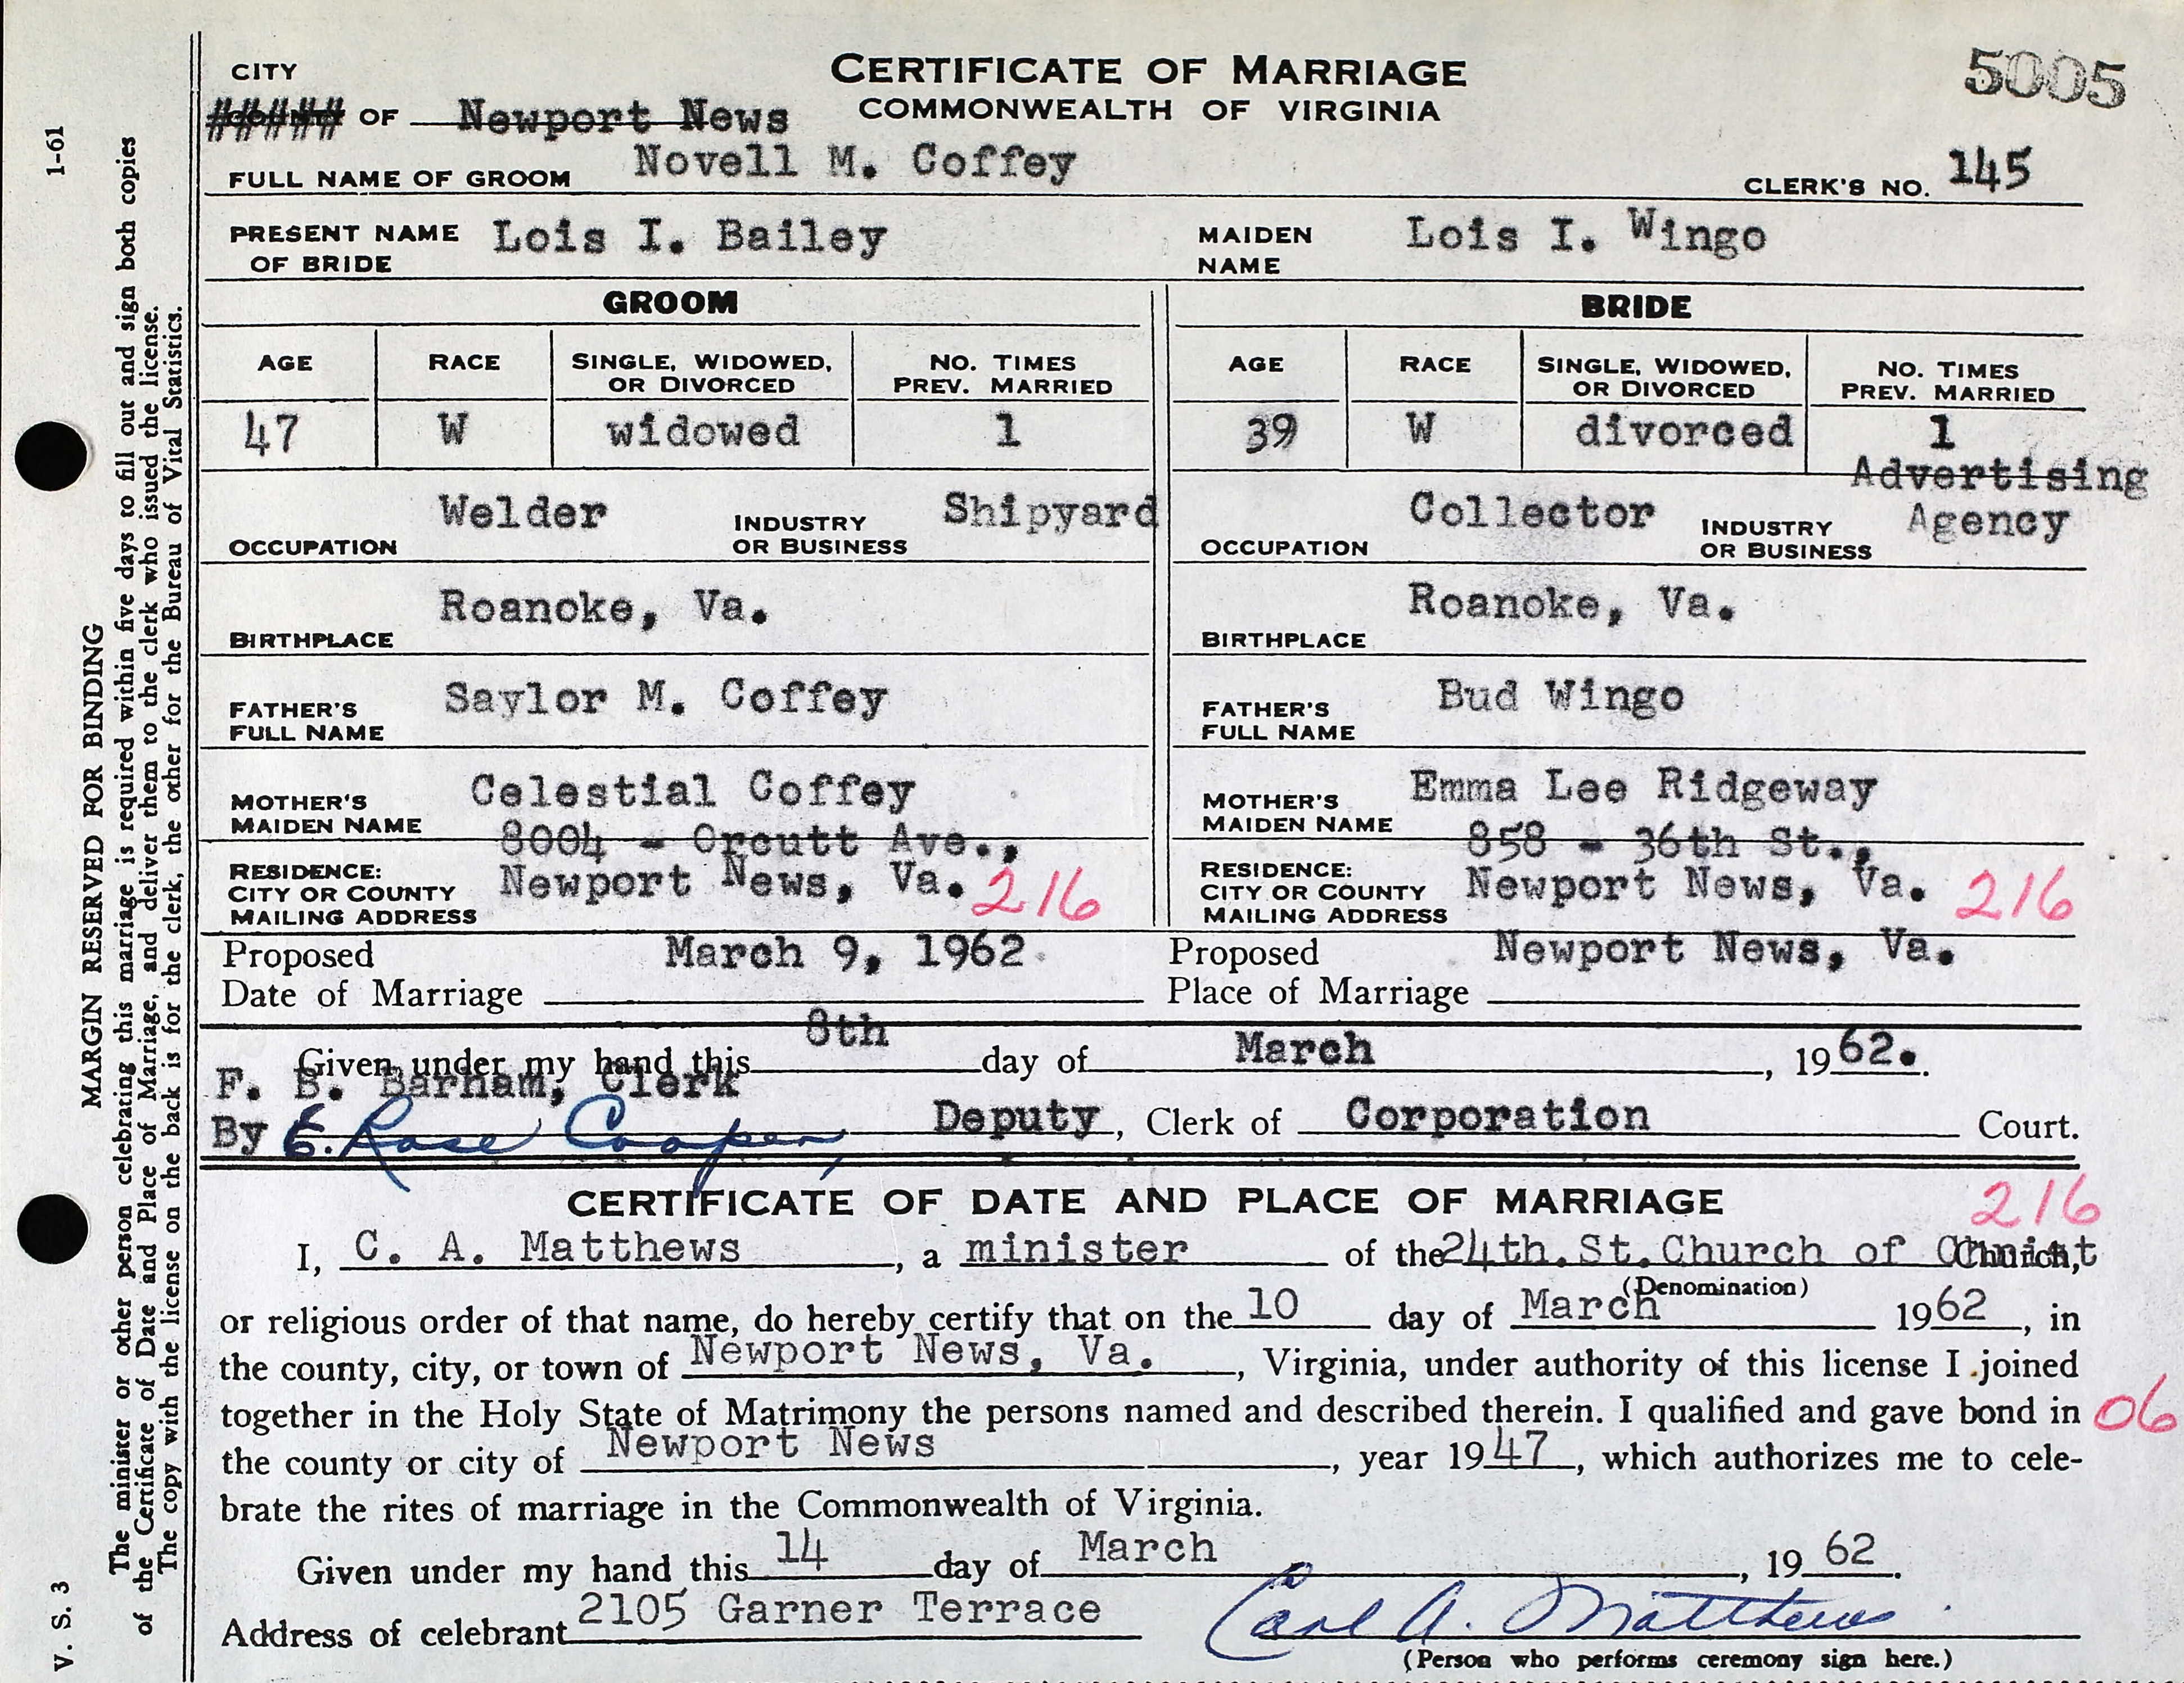 CERTIFICATE OF MARRIAGE
COMMONWEALTH OF VIRGINIA
5005
CITY
COUNTY OF Newport News
FULL NAME OF GROOM Novell M. Coffey CLERK'S NO. 145
PRESENT NAME OF BRIDE Lois I. Bailey MAIDEN NAME Lois I. Wingo
GROOM
AGE RACE SINGLE, WIDOWED, OR DIVORCED NO. TIMES PREV. MARRIED
47 W widowed 1
OCCUPATION Welder INDUSTRY OR BUSINESS Shipyard
BIRTHPLACE Roanoke, Va.
FATHER'S FULL NAME Saylor M. Coffey
MOTHER'S MAIDEN NAME Celestial Coffey
RESIDENCE: CITY OR COUNTY MAILING ADDRESS 8004 - Orcutt Ave., Newport News, Va. 216
BRIDE
AGE RACE SINGLE, WIDOWED, OR DIVORCED NO. TIMES PREV. MARRIED
39 W divorced 1
OCCUPATION Collector INDUSTRY OR BUSINESS Advertising Agency
BIRTHPLACE Roanoke, Va.
FATHER'S FULL NAME Bud Wingo
MOTHER'S MAIDEN NAME Emma Lee Ridgeway
RESIDENCE: CITY OR COUNTY MAILING ADDRESS 858 - 36th St., Newport News, Va. 216
Proposed Date of Marriage March 9, 1962. Proposed Place of Marriage Newport News, Va.
Given under my hand this 8th day of March, 1962.
F. B. Barham, Clerk
By E. Rose Cooper, Deputy, Clerk of Corporation Court.
CERTIFICATE OF DATE AND PLACE OF MARRIAGE
216
I, C. A. Matthews, a minister of the 24th. St. Church of Christ Church,
(Denomination)
or religious order of that name, do hereby certify that on the 10 day of March 1962, in
the county, city, or town of Newport News, Va., Virginia, under authority of this license I joined
together in the Holy State of Matrimony the persons named and described therein. I qualified and gave bond in 06
the county or city of Newport News, year 1947, which authorizes me to cele-
brate the rites of marriage in the Commonwealth of Virginia.
Given under my hand this 14 day of March, 1962.
Address of celebrant 2105 Garner Terrace Carl A. Matthews
(Person who performs ceremony sign here.)
V. S. 3
1-61
MARGIN RESERVED FOR BINDING
The minister or other person celebrating this marriage is required within five days to fill out and sign both copies
of the Certificate of Date and Place of Marriage, and deliver them to the clerk who issued the license.
The copy with the license on the back is for the clerk, the other for the Bureau of Vital Statistics.